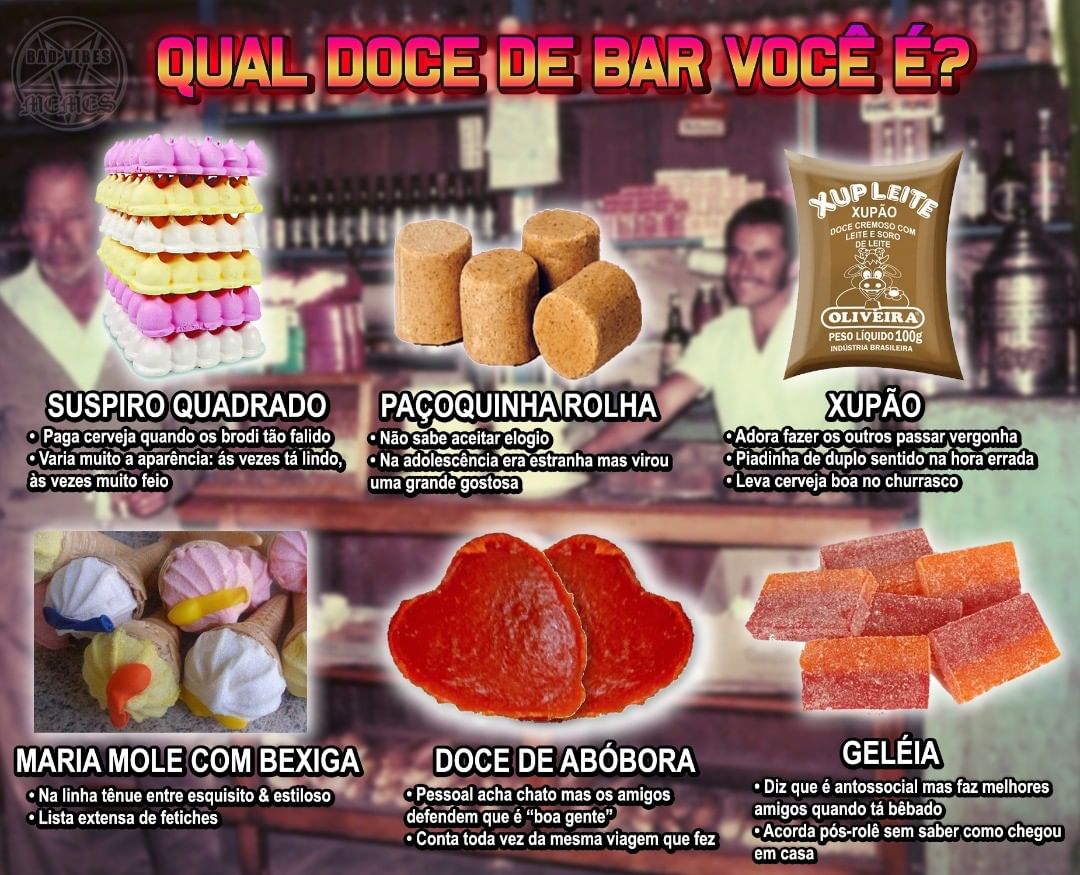 BAD VIBES
MEMES
QUAL DOCE DE BAR VOCÊ É?
XUP LEITE
XUPÃO
DOCE CREMOSO COM
LEITE E SORO
DE LEITE
OLIVEIRA
PESO LÍQUIDO 100g
INDÚSTRIA BRASILEIRA
SUSPIRO QUADRADO
• Paga cerveja quando os brodi tão falido
• Varia muito a aparência: ás vezes tá lindo,
às vezes muito feio
PAÇOQUINHA ROLHA
• Não sabe aceitar elogio
• Na adolescência era estranha mas virou
uma grande gostosa
XUPÃO
• Adora fazer os outros passar vergonha
• Piadinha de duplo sentido na hora errada
• Leva cerveja boa no churrasco
MARIA MOLE COM BEXIGA
• Na linha tênue entre esquisito & estiloso
• Lista extensa de fetiches
DOCE DE ABÓBORA
• Pessoal acha chato mas os amigos
defendem que é “boa gente”
• Conta toda vez da mesma viagem que fez
GELÉIA
• Diz que é antossocial mas faz melhores
amigos quando tá bêbado
• Acorda pós-rolê sem saber como chegou
em casa